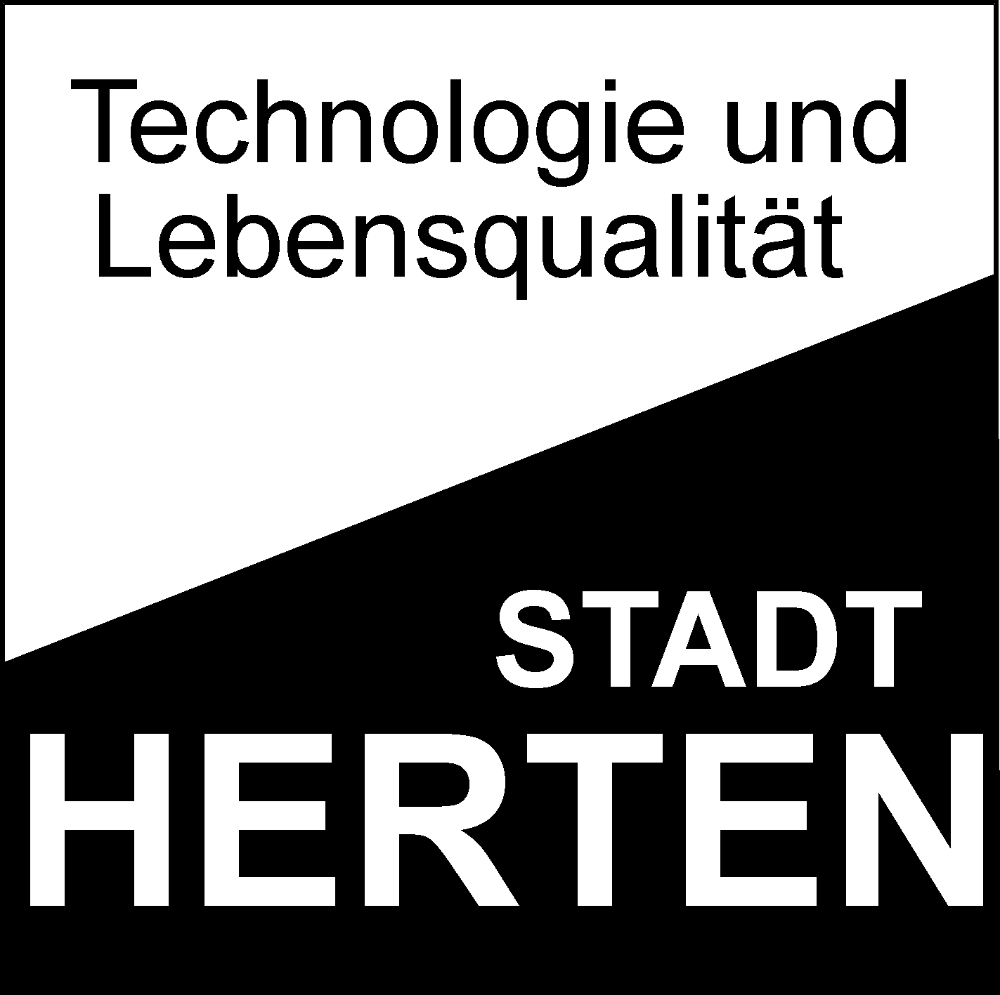 Technologie und
Lebensqualität
STADT
HERTEN